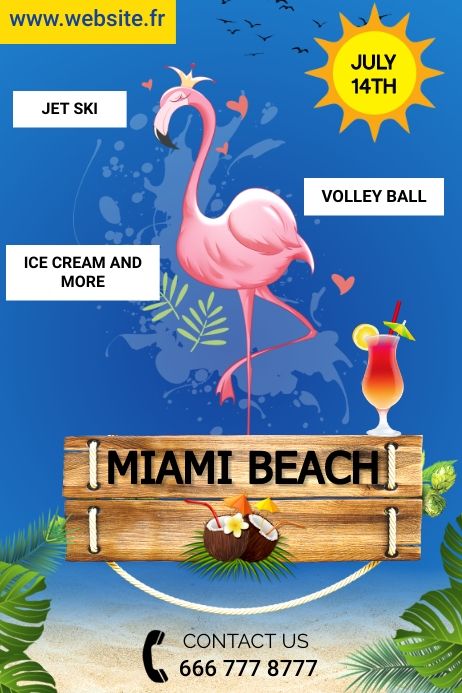 www.website.fr
JULY
14TH
JET SKI
VOLLEY BALL
ICE CREAM AND
MORE
MIAMI BEACH
CONTACT US
666 777 8777